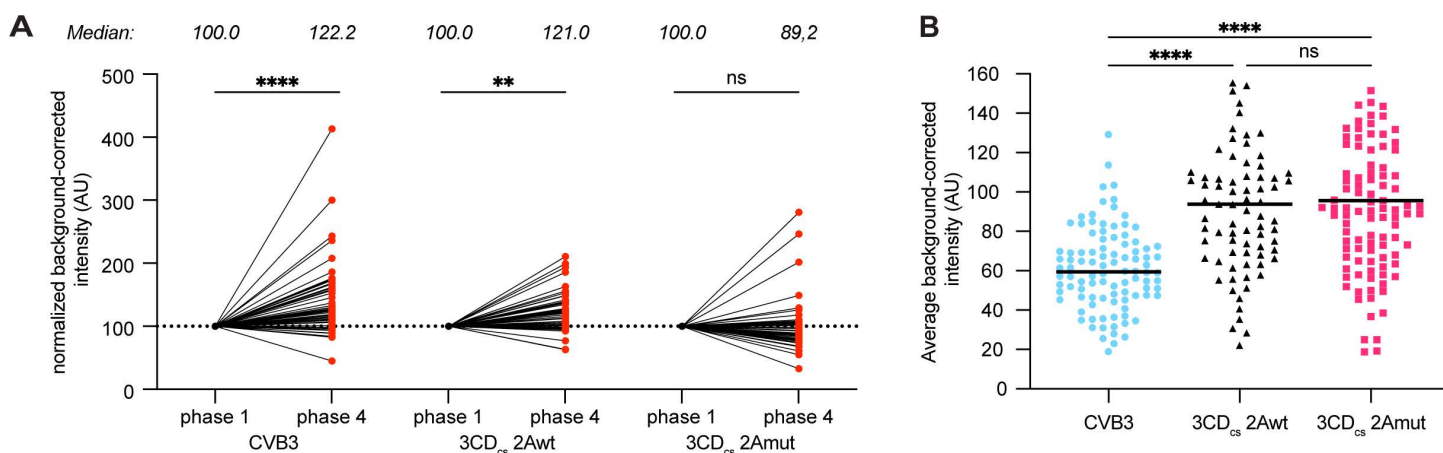 A
Median: 100.0 122.2 100.0 121.0 100.0 89,2
normalized background-corrected
intensity (AU)
500
400
300
200
100
0
**** ** ns
phase 1 phase 4 phase 1 phase 4 phase 1 phase 4
CVB3 3CDcs 2Awt 3CDcs 2Amut
B
****
**** ns
Average background-corrected
intensity (AU)
160
140
120
100
80
60
40
20
0
CVB3 3CDcs 2Awt 3CDcs 2Amut